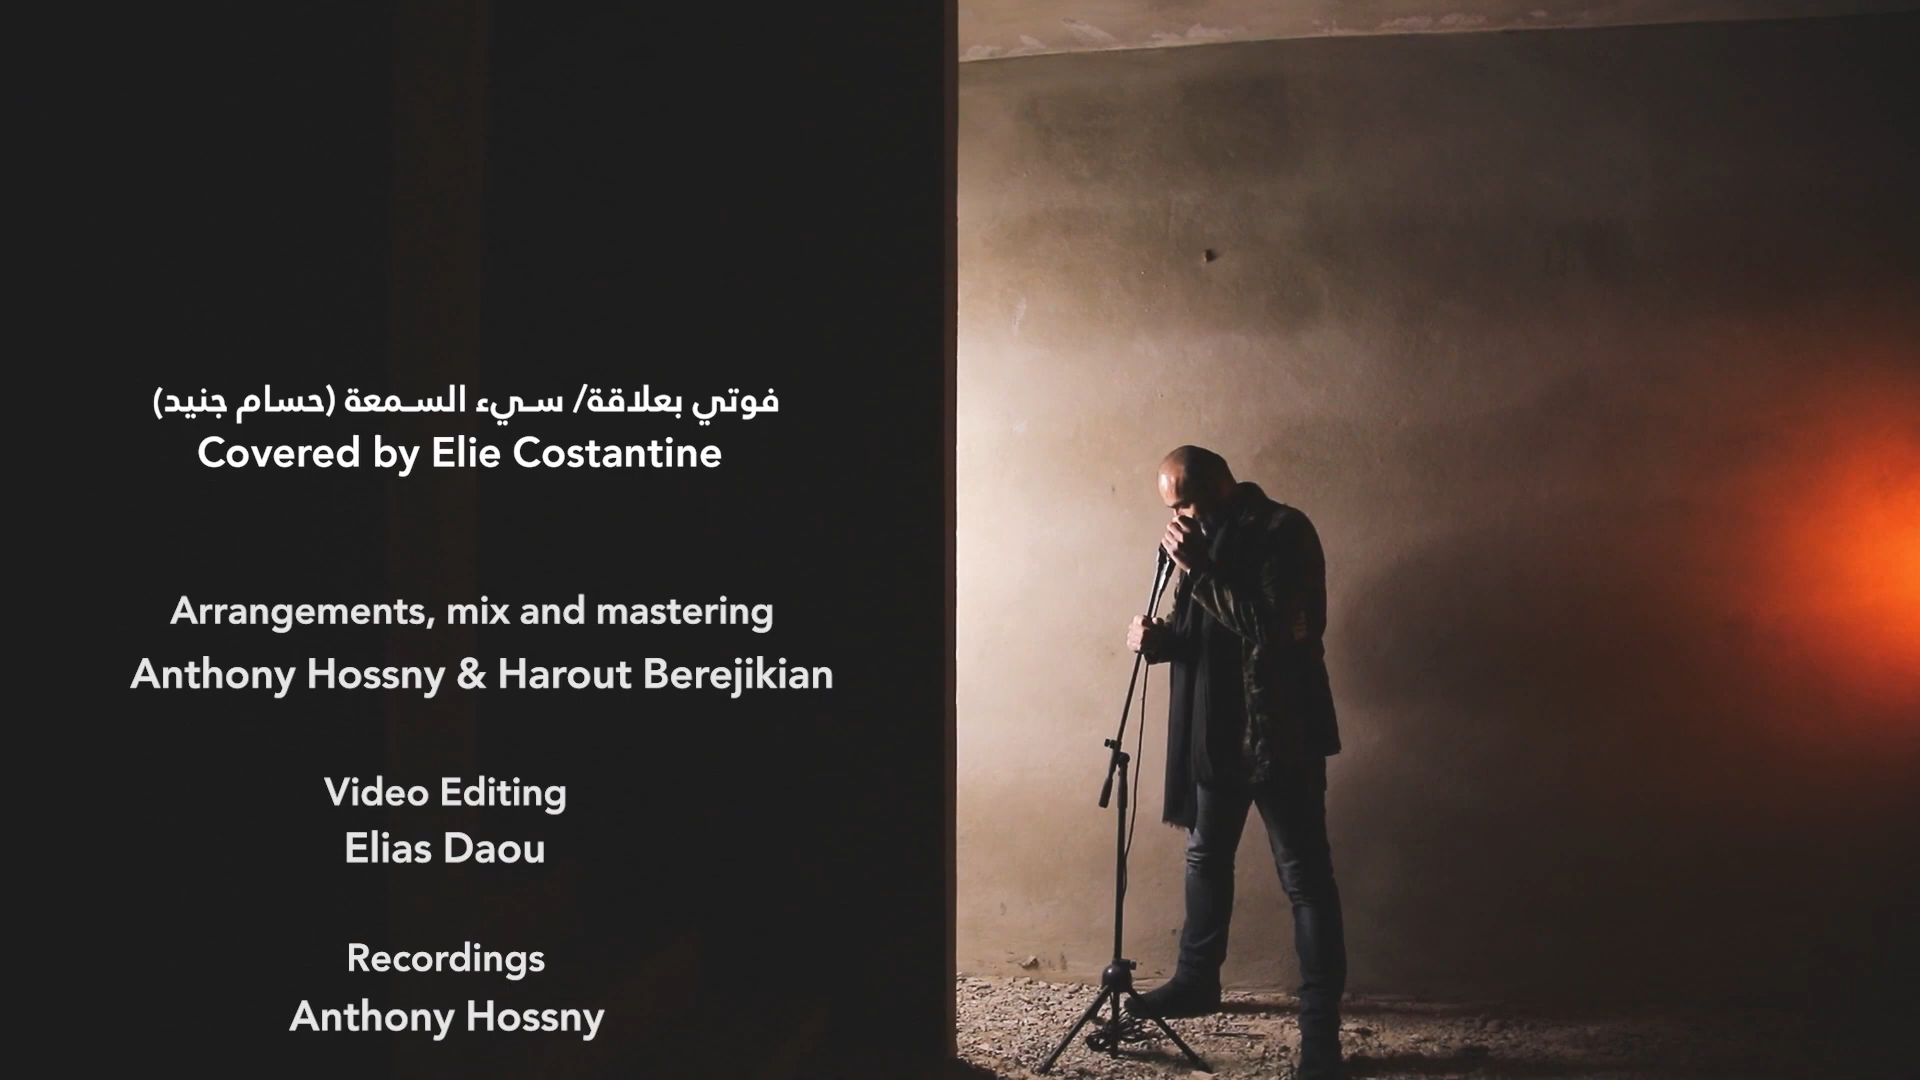 فوتي بعلاقة/ سيء السمعة (حسام جنيد)
Covered by Elie Costantine
Arrangements, mix and mastering
Anthony Hossny & Harout Berejikian
Video Editing
Elias Daou
Recordings
Anthony Hossny